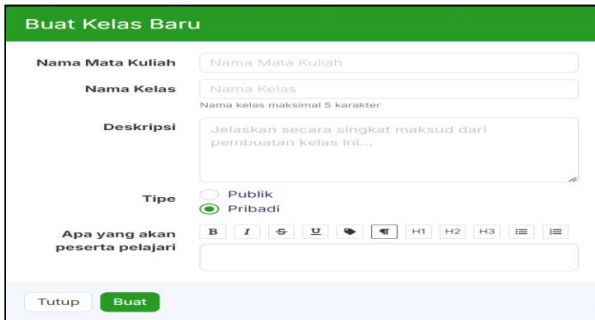 Buat Kelas Baru
Nama Mata Kuliah
Nama Mata Kuliah
Nama Kelas
Nama Kelas
Nama kelas maksimal 5 karakter
Deskripsi
Jelaskan secara singkat maksud dari
pembuatan kelas ini...
Tipe
Publik
Pribadi
Apa yang akan
peserta pelajari
B I S U ¶ H1 H2 H3
Tutup Buat